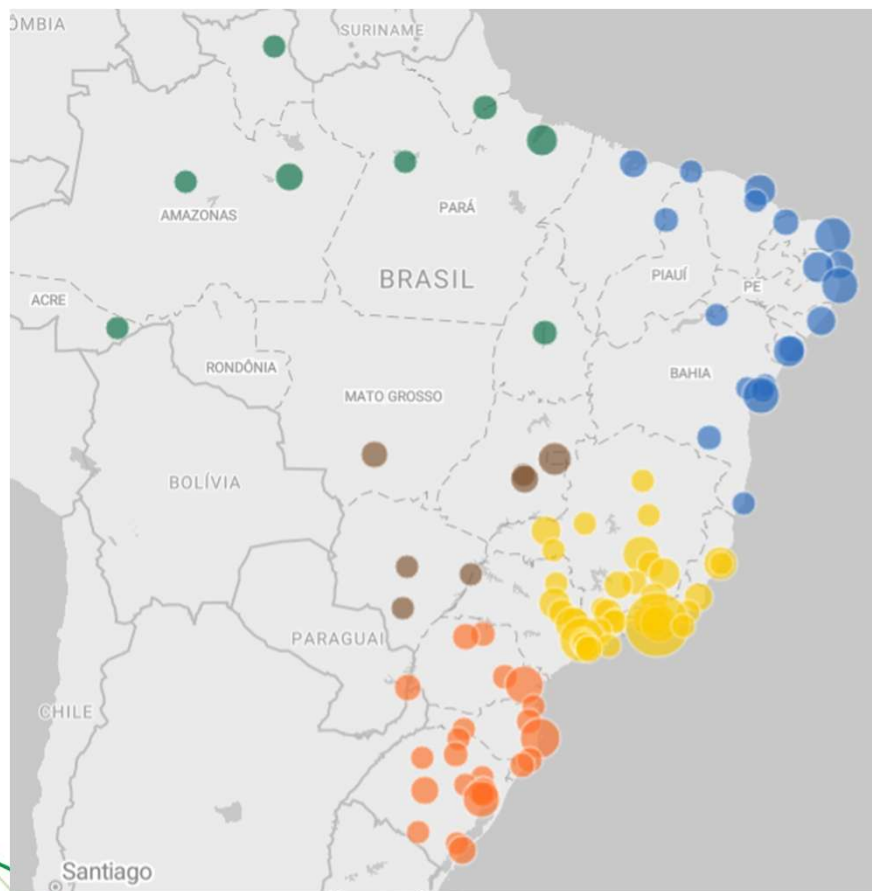 ÔMBIA
SURINAME
AMAZONAS
PARÁ
BRASIL
PIAUÍ
PE
ACRE
RONDÔNIA
MATO GROSSO
BAHIA
BOLÍVIA
PARAGUAI
CHILE
Santiago